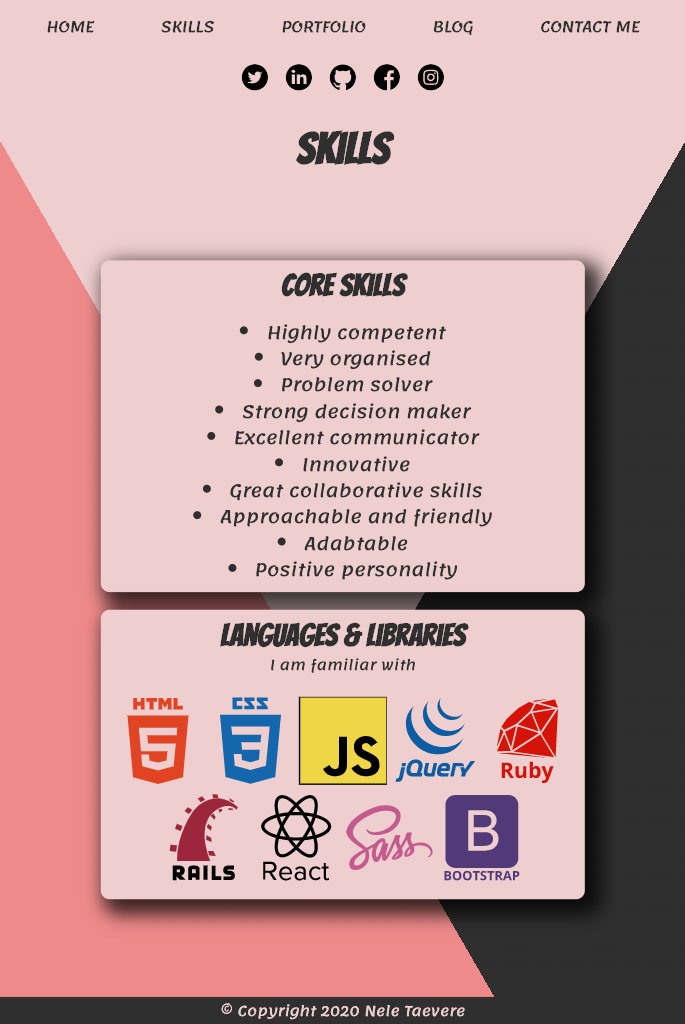 HOME SKILLS PORTFOLIO BLOG CONTACT ME
SKILLS
CORE SKILLS
Highly competent
Very organised
Problem solver
Strong decision maker
Excellent communicator
Innovative
Great collaborative skills
Approachable and friendly
Adabtable
Positive personality
LANGUAGES & LIBRARIES
I am familiar with
HTML 5 CSS 3 JS jQuery Ruby
RAILS React Sass B BOOTSTRAP
© Copyright 2020 Nele Taevere